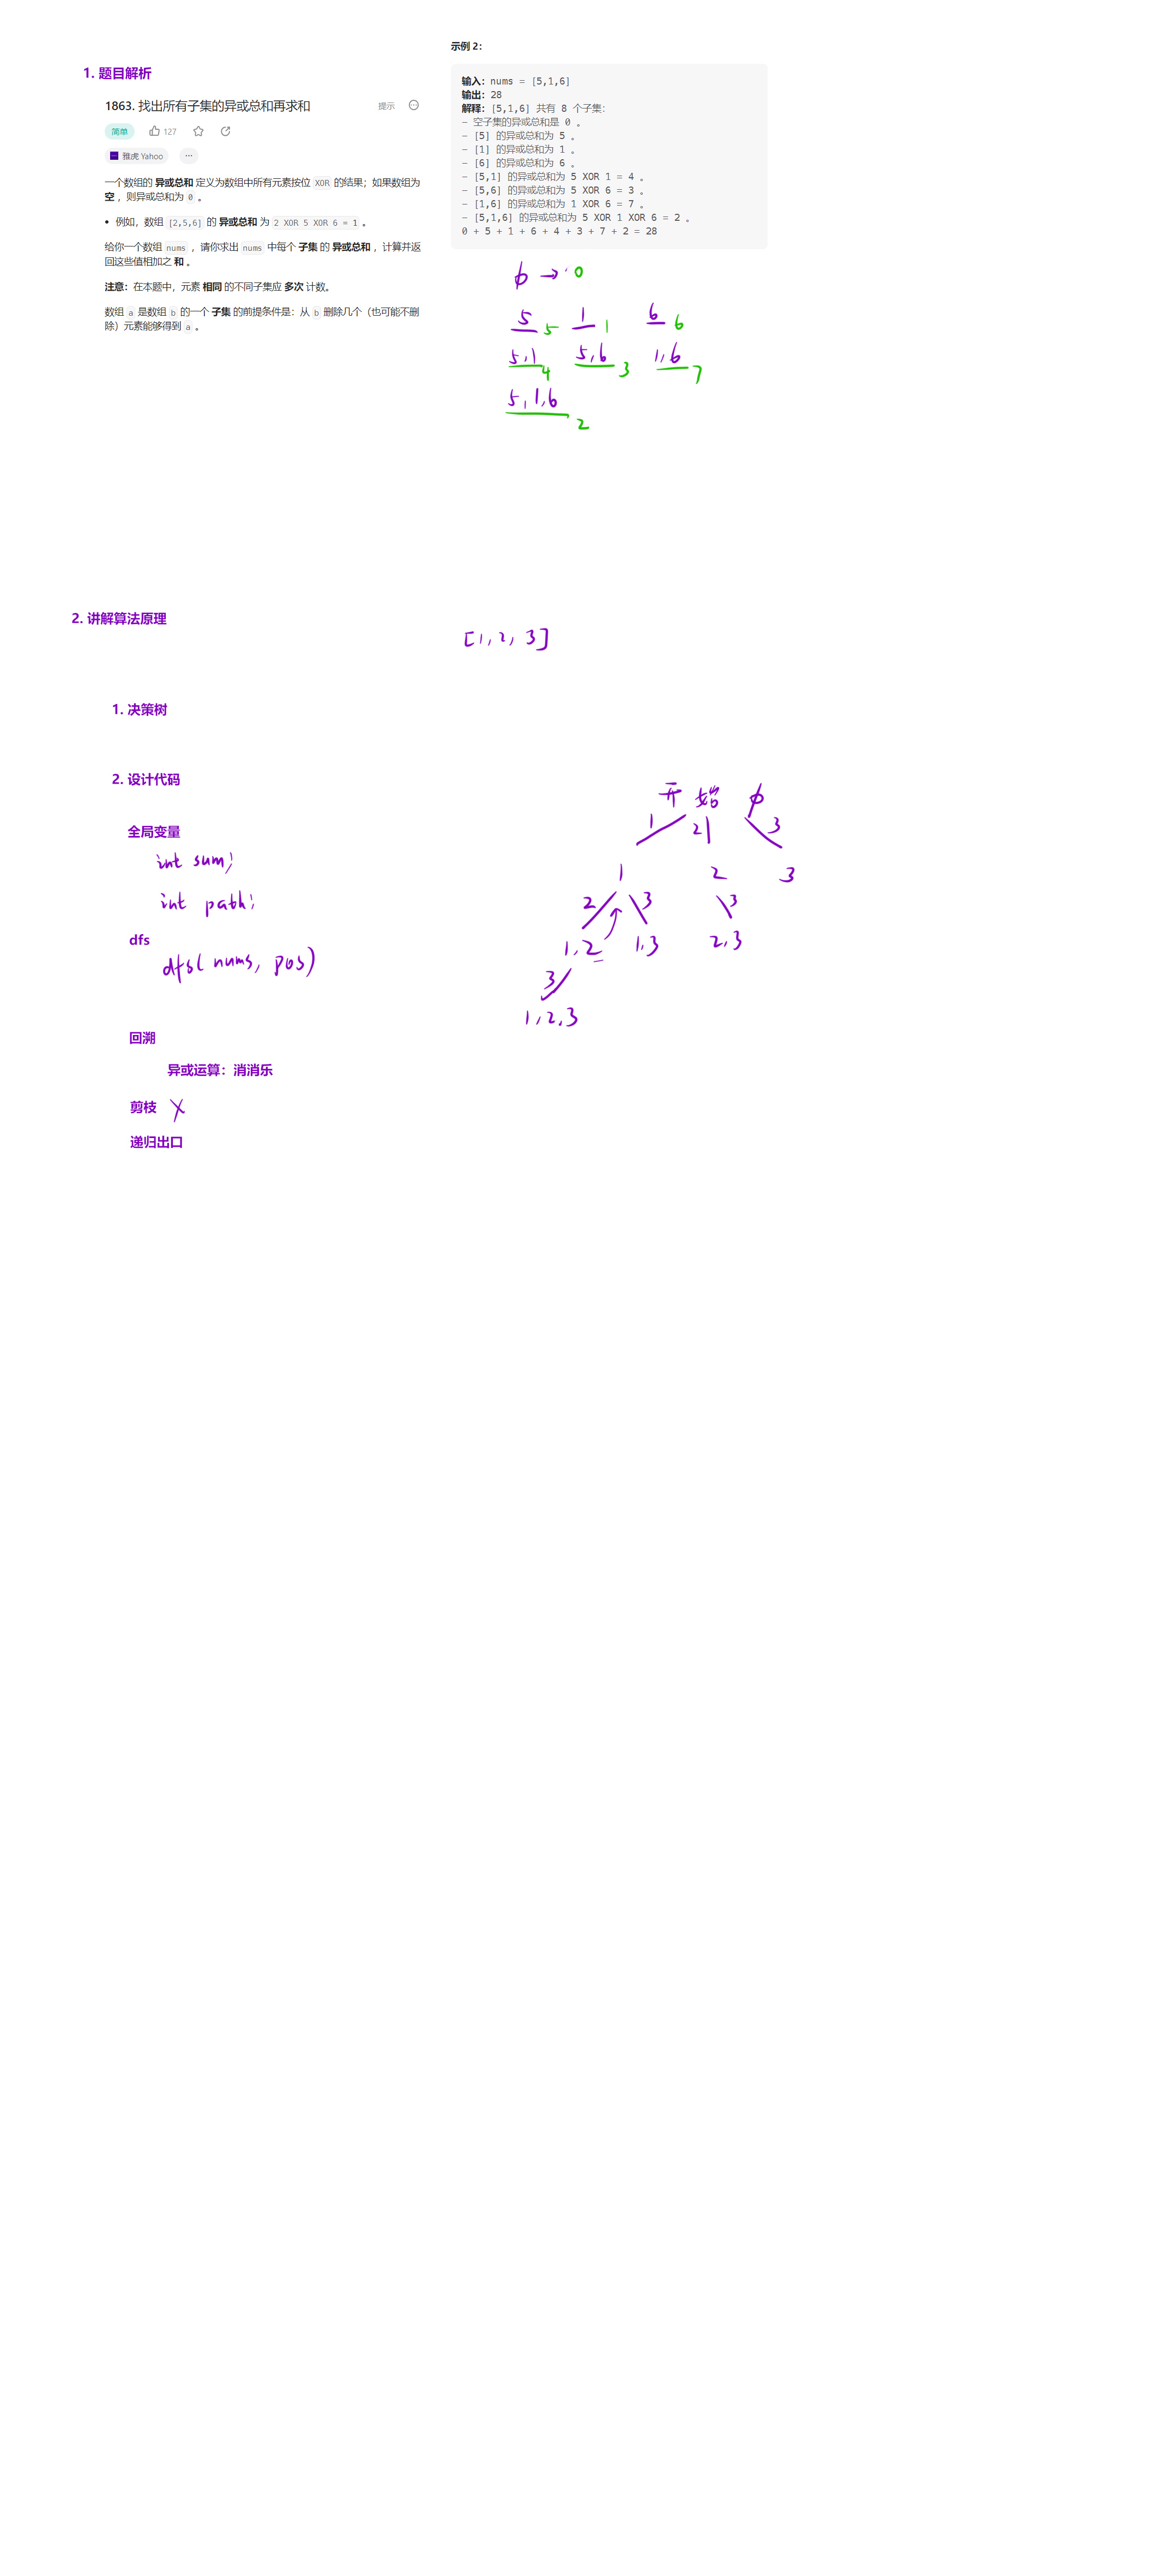 1. 题目解析
1863. 找出所有子集的异或总和再求和 提示
简单 127
雅虎 Yahoo ...
一个数组的 异或总和 定义为数组中所有元素按位 XOR 的结果；如果数组为
空 ，则异或总和为 0 。
• 例如，数组 [2,5,6] 的 异或总和 为 2 XOR 5 XOR 6 = 1 。
给你一个数组 nums ，请你求出 nums 中每个 子集 的 异或总和 ，计算并返
回这些值相加之 和 。
注意：在本题中，元素 相同 的不同子集应 多次 计数。
数组 a 是数组 b 的一个 子集 的前提条件是：从 b 删除几个（也可能不删
除）元素能够得到 a 。
示例 2：
输入：nums = [5,1,6]
输出：28
解释：[5,1,6] 共有 8 个子集：
- 空子集的异或总和是 0 。
- [5] 的异或总和为 5 。
- [1] 的异或总和为 1 。
- [6] 的异或总和为 6 。
- [5,1] 的异或总和为 5 XOR 1 = 4 。
- [5,6] 的异或总和为 5 XOR 6 = 3 。
- [1,6] 的异或总和为 1 XOR 6 = 7 。
- [5,1,6] 的异或总和为 5 XOR 1 XOR 6 = 2 。
0 + 5 + 1 + 6 + 4 + 3 + 7 + 2 = 28
φ → 0
5 5 1 1 6 6
5,1 4 5,6 3 1,6 7
5,1,6 2
2. 讲解算法原理
[1,2,3]
1. 决策树
2. 设计代码
全局变量
int sum;
int path;
dfs
dfs(nums, pos)
回溯
异或运算：消消乐
剪枝 X
递归出口
开始 φ
1 2 3
1 2 3
2 3 3
1,2 1,3 2,3
3
1,2,3